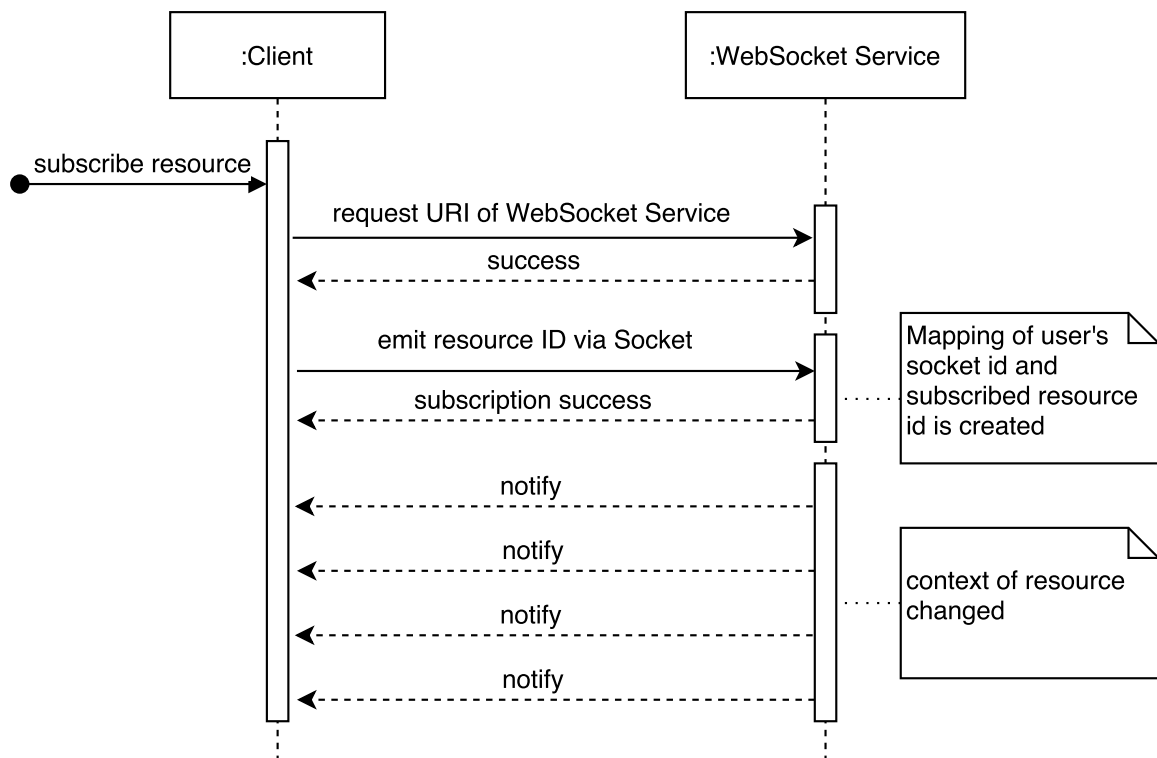 :Client
:WebSocket Service
subscribe resource
request URI of WebSocket Service
success
emit resource ID via Socket
subscription success
Mapping of user's
socket id and
subscribed resource
id is created
notify
notify
notify
notify
context of resource
changed